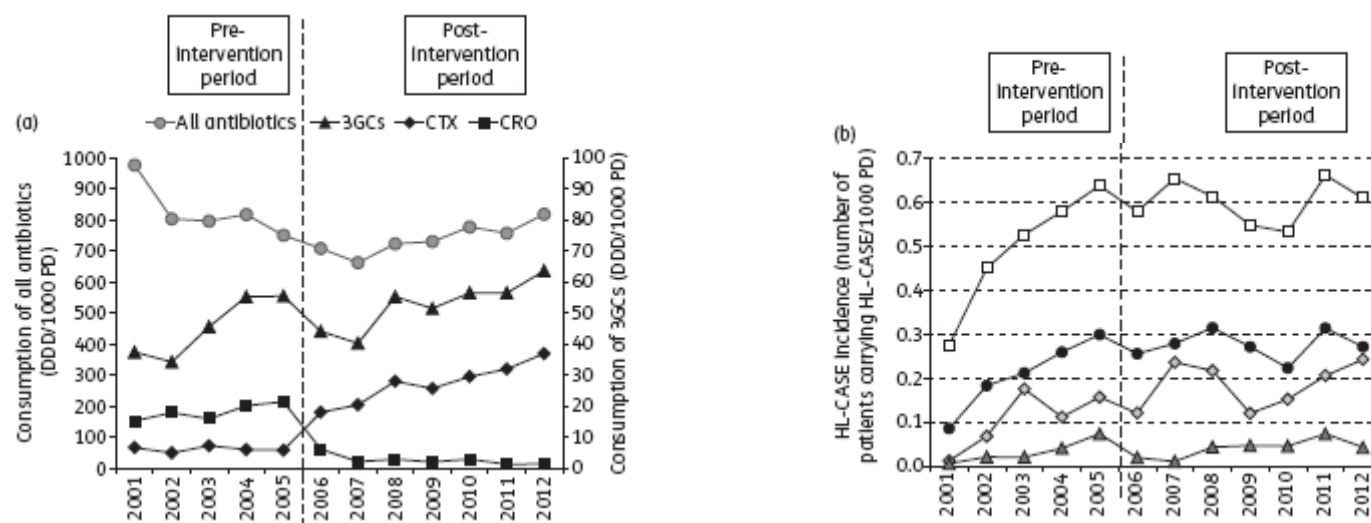 Pre-
intervention
period
Post-
intervention
period
(a)
All antibiotics 3GCs CTX CRO
Consumption of all antibiotics
(DDD/1000 PD)
1000
900
800
700
600
500
400
300
200
100
0
100
90
80
70
60
50
40
30
20
10
0
Consumption of 3GCs (DDD/1000 PD)
2001
2002
2003
2004
2005
2006
2007
2008
2009
2010
2011
2012
Pre-
intervention
period
Post-
intervention
period
(b)
HL-CASE incidence (number of
patients carrying HL-CASE/1000 PD)
0.7
0.6
0.5
0.4
0.3
0.2
0.1
0.0
2001
2002
2003
2004
2005
2006
2007
2008
2009
2010
2011
2012